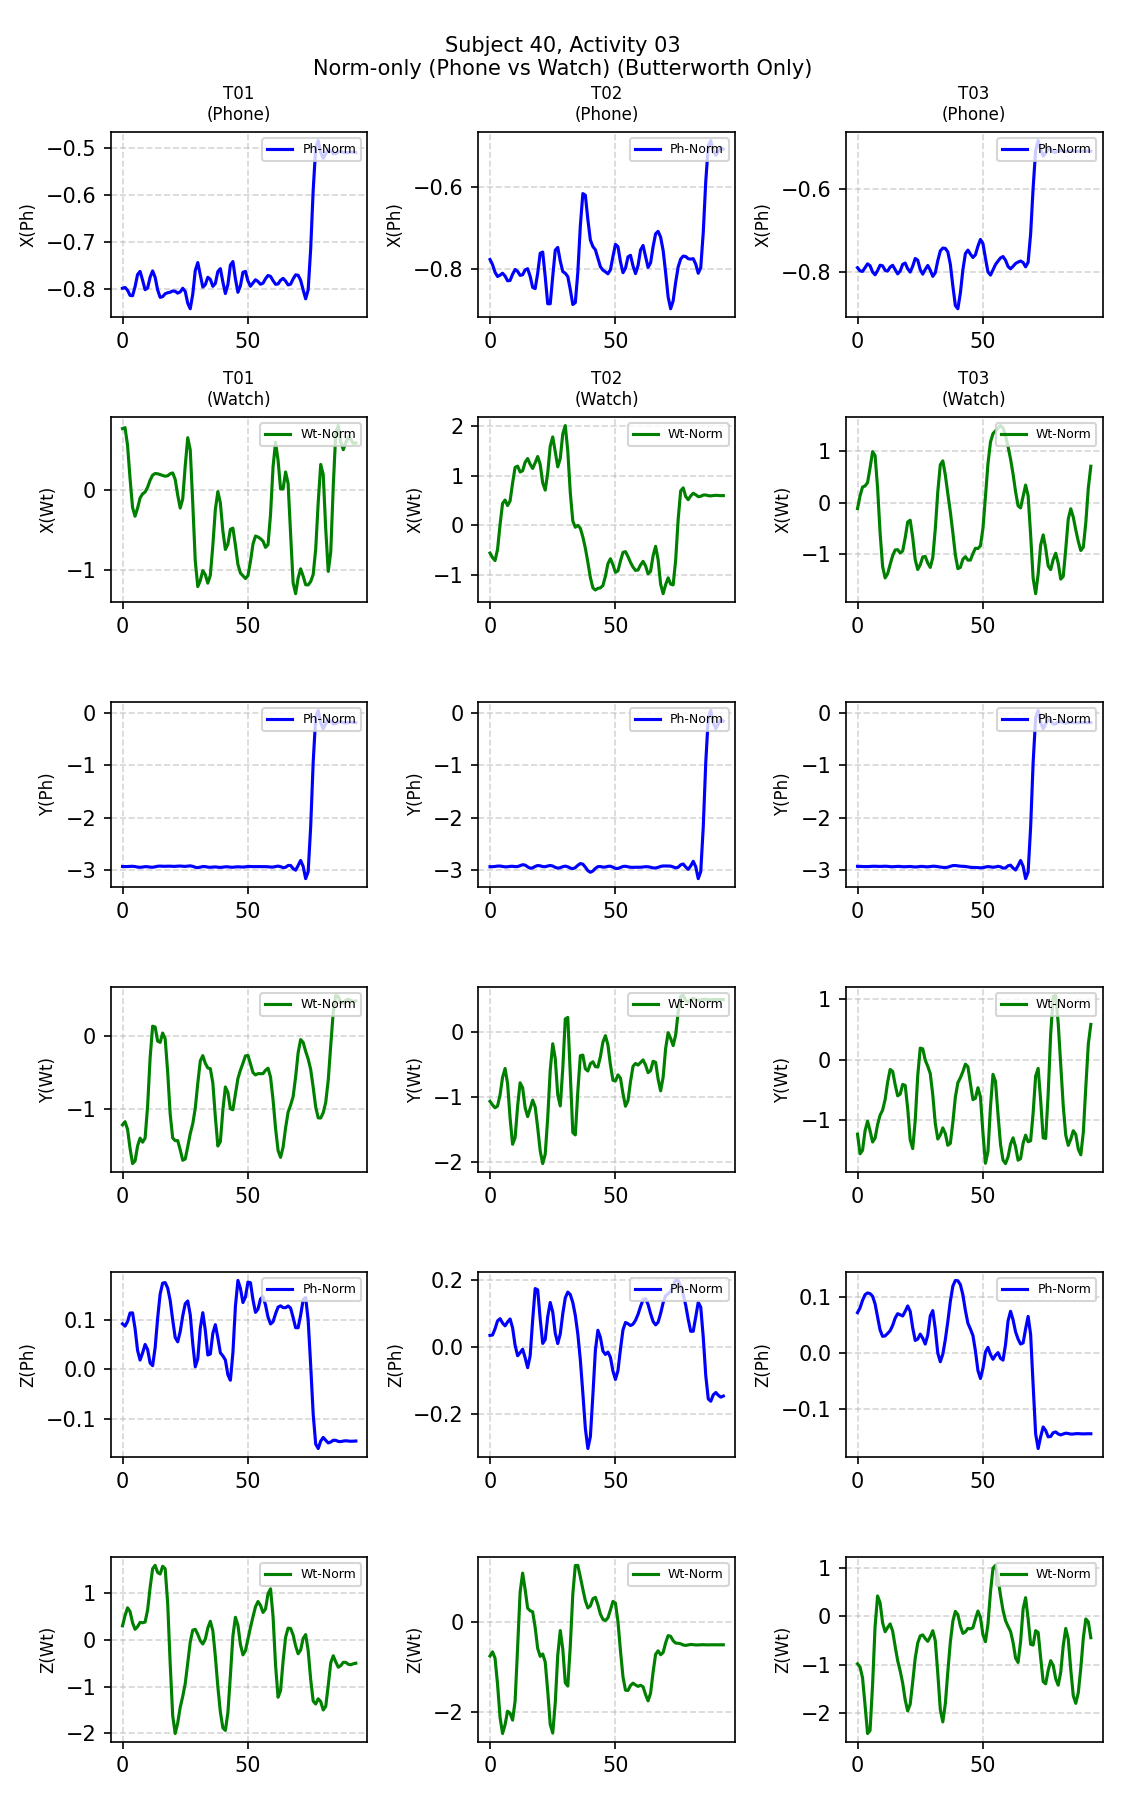 Subject 40, Activity 03
Norm-only (Phone vs Watch) (Butterworth Only)
T01
(Phone)
T02
(Phone)
T03
(Phone)
X(Ph)
−0.5
−0.6
−0.7
−0.8
0
50
Ph-Norm
X(Ph)
−0.6
−0.8
0
50
Ph-Norm
X(Ph)
−0.6
−0.8
0
50
Ph-Norm
T01
(Watch)
T02
(Watch)
T03
(Watch)
X(Wt)
0
−1
0
50
Wt-Norm
X(Wt)
2
1
0
−1
0
50
Wt-Norm
X(Wt)
1
0
−1
0
50
Wt-Norm
Y(Ph)
0
−1
−2
−3
0
50
Ph-Norm
Y(Ph)
0
−1
−2
−3
0
50
Ph-Norm
Y(Ph)
0
−1
−2
−3
0
50
Ph-Norm
Y(Wt)
0
−1
0
50
Wt-Norm
Y(Wt)
0
−1
−2
0
50
Wt-Norm
Y(Wt)
1
0
−1
0
50
Wt-Norm
Z(Ph)
0.1
0.0
−0.1
0
50
Ph-Norm
Z(Ph)
0.2
0.0
−0.2
0
50
Ph-Norm
Z(Ph)
0.1
0.0
−0.1
0
50
Ph-Norm
Z(Wt)
1
0
−1
−2
0
50
Wt-Norm
Z(Wt)
0
−2
0
50
Wt-Norm
Z(Wt)
1
0
−1
−2
0
50
Wt-Norm